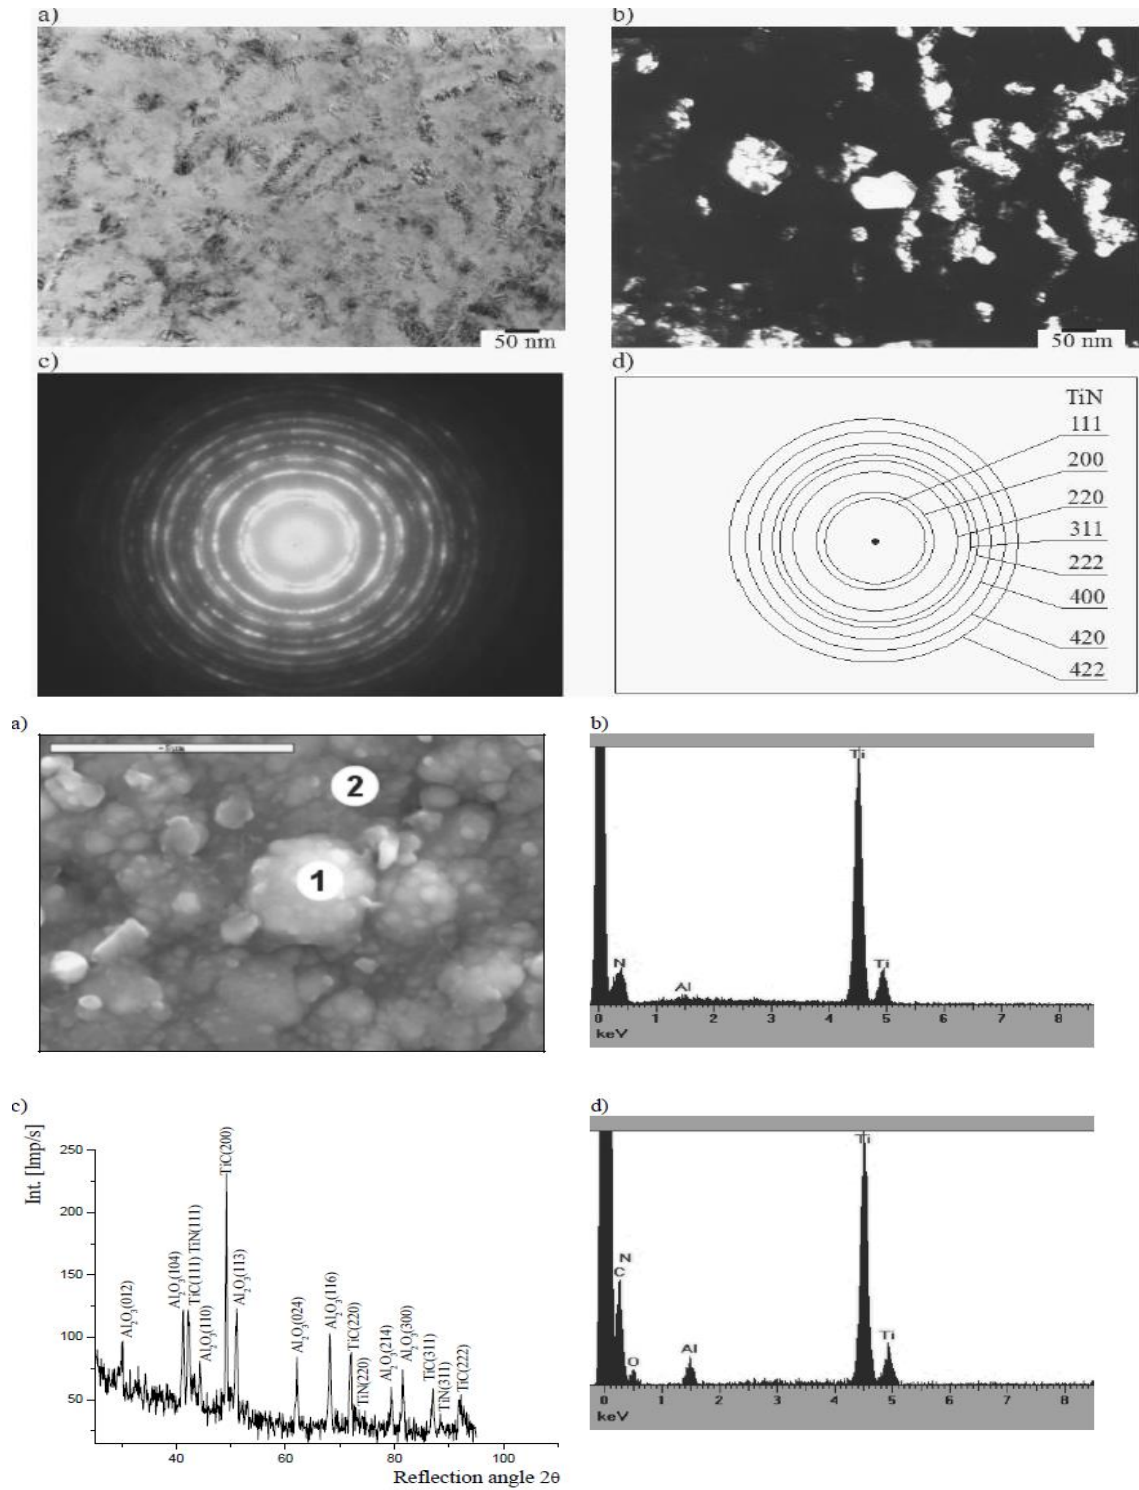 a)
b)
50 nm
50 nm
c)
d)
TiN
111
200
220
311
222
400
420
422
a)
2
1
b)
Ti
N
Al
Ti
0 1 2 3 4 5 6 7 8
keV
c)
Int. [lmp/s]
250
200
150
100
50
Al2O3(012)
Al2O3(104)
TiC(111) TiN(111)
Al2O3(110)
TiC(200)
Al2O3(113)
Al2O3(024)
Al2O3(116)
TiC(220)
TiN(220)
Al2O3(214)
Al2O3(300)
TiC(311)
TiN(311)
TiC(222)
40 60 80 100
Reflection angle 2θ
d)
Ti
N
C
O
Al
Ti
0 1 2 3 4 5 6 7 8
keV